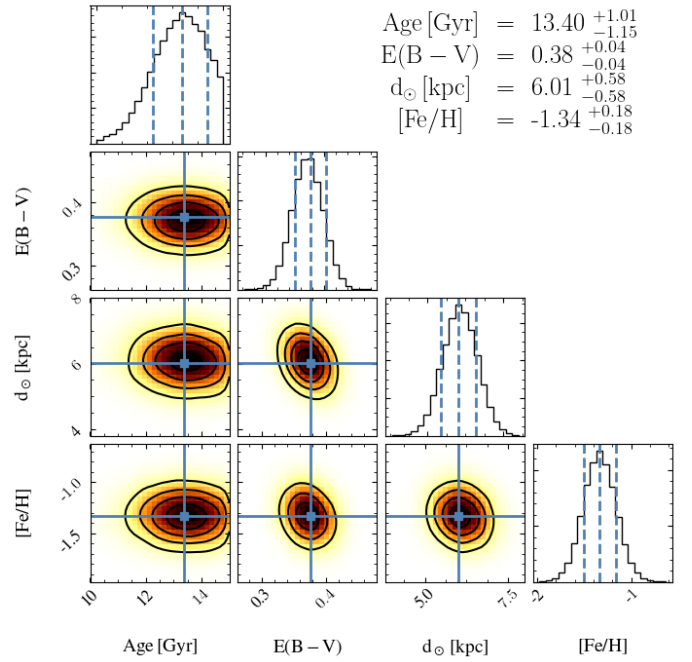 Age [Gyr] = 13.40 +1.01 -1.15
E(B − V) = 0.38 +0.04 -0.04
d⊙ [kpc] = 6.01 +0.58 -0.58
[Fe/H] = -1.34 +0.18 -0.18
E(B − V)
0.4
0.3
d⊙ [kpc]
8
6
4
[Fe/H]
-1.0
-1.5
10 12 14 0.3 0.4 5.0 7.5 -2 -1
Age [Gyr] E(B − V) d⊙ [kpc] [Fe/H]